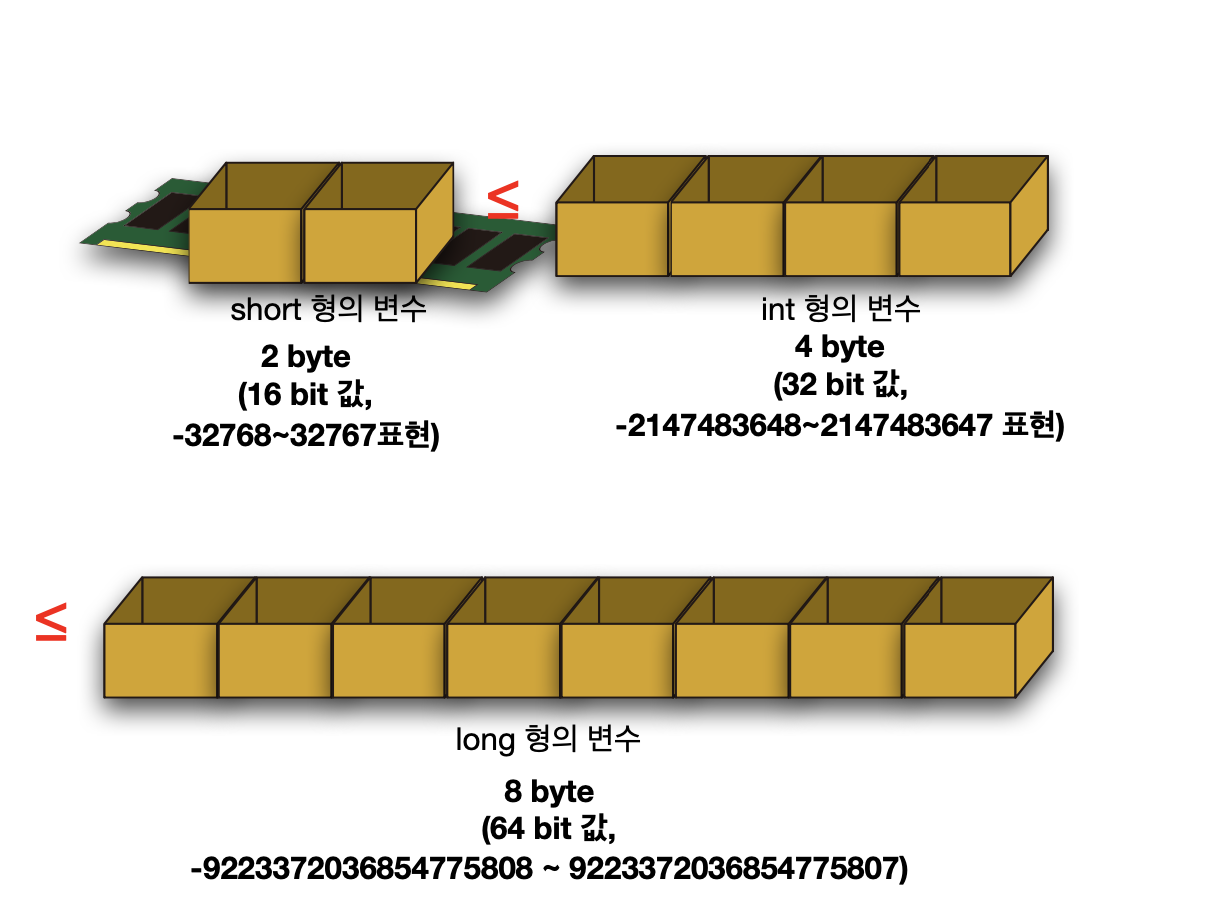 ≤
short 형의 변수
2 byte
(16 bit 값,
-32768~32767표현)
int 형의 변수
4 byte
(32 bit 값,
-2147483648~2147483647 표현)
≤
long 형의 변수
8 byte
(64 bit 값,
-9223372036854775808 ~ 9223372036854775807)